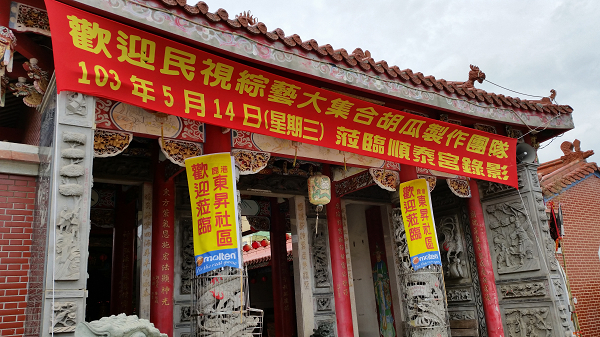 歡迎民視綜藝大集合胡瓜製作團隊
103年5月14日(星期三) 蒞臨順泰宮錄影
歡迎蒞臨
東昇社區
molten
歡迎蒞臨
東昇社區
molten